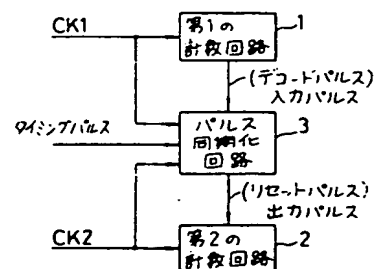 CK1
第1の
計数回路
1
(デコードパルス)
入力パルス
タイミングパルス
パルス
同期化
回路
3
(リセットパルス)
出力パルス
CK2
第2の
計数回路
2